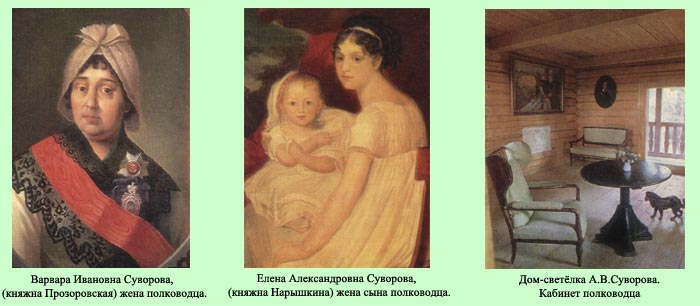 Варвара Ивановна Суворова,
(княжна Прозоровская) жена полководца.
Елена Александровна Суворова,
(княжна Нарышкина) жена сына полководца.
Дом-светёлка А.В.Суворова.
Кабинет полководца